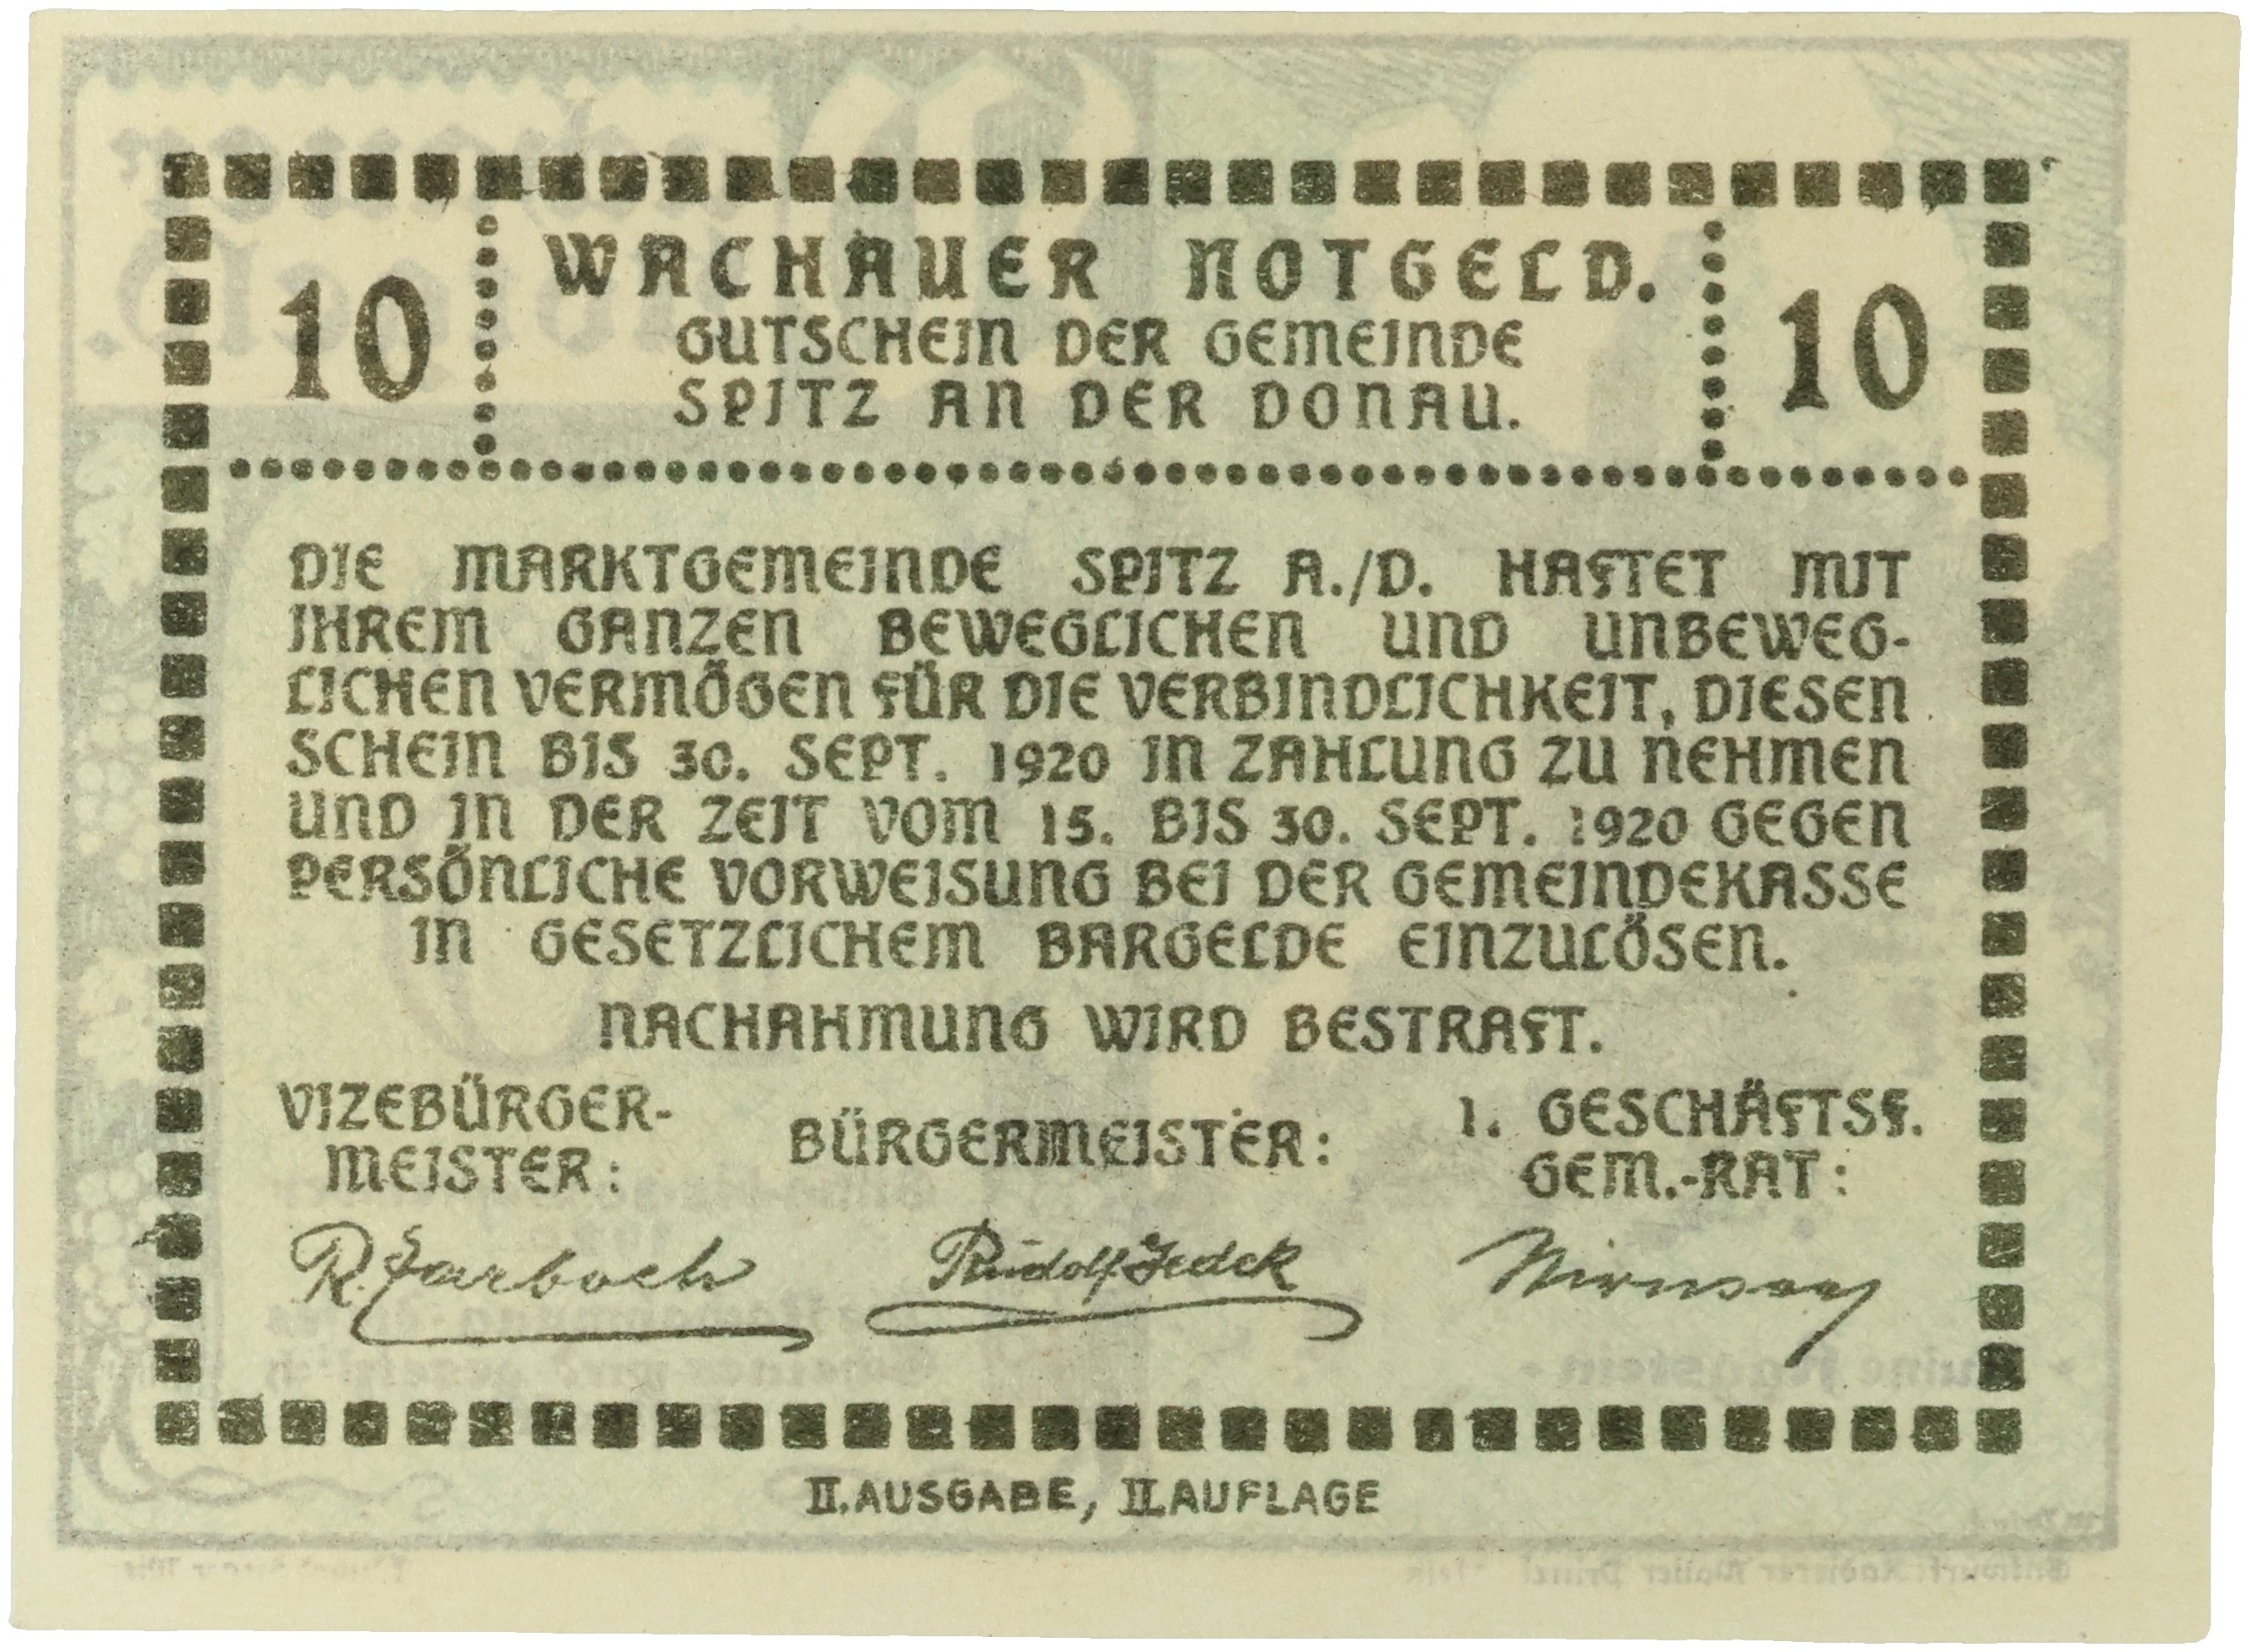 WACHAUER NOTGELD.
10
10
GUTSCHEIN DER GEMEINDE
SPITZ AN DER DONAU.
DIE MARKTGEMEINDE SPITZ A./D. HAFTET MIT
IHREM GANZEN BEWEGLICHEN UND UNBEWEG-
LICHEN VERMÖGEN FÜR DIE VERBINDLICHKEIT, DIESEN
SCHEIN BIS 30. SEPT. 1920 IN ZAHLUNG ZU NEHMEN
UND IN DER ZEIT VOM 15. BIS 30. SEPT. 1920 GEGEN
PERSÖNLICHE VORWEISUNG BEI DER GEMEINDEKASSE
IN GESETZLICHEM BARGELDE EINZULÖSEN.
NACHAHMUNG WIRD BESTRAFT.
VIZEBÜRGER-
MEISTER:
BÜRGERMEISTER:
1. GESCHÄFTSF.
GEM.-RAT:
Rudolf
II. AUSGABE, II. AUFLAGE